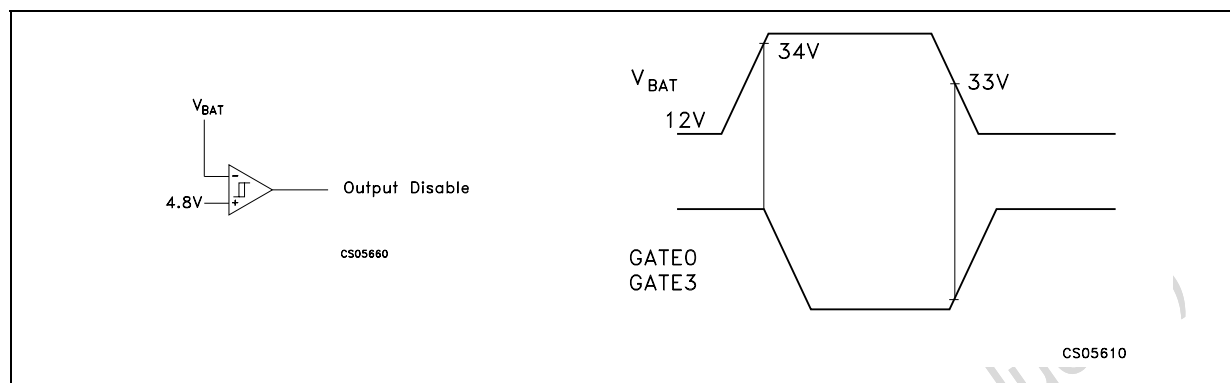 V_BAT
4.8V
-
+
Output Disable
CS05660
V_BAT
12V
34V
33V
GATE0
GATE3
CS05610